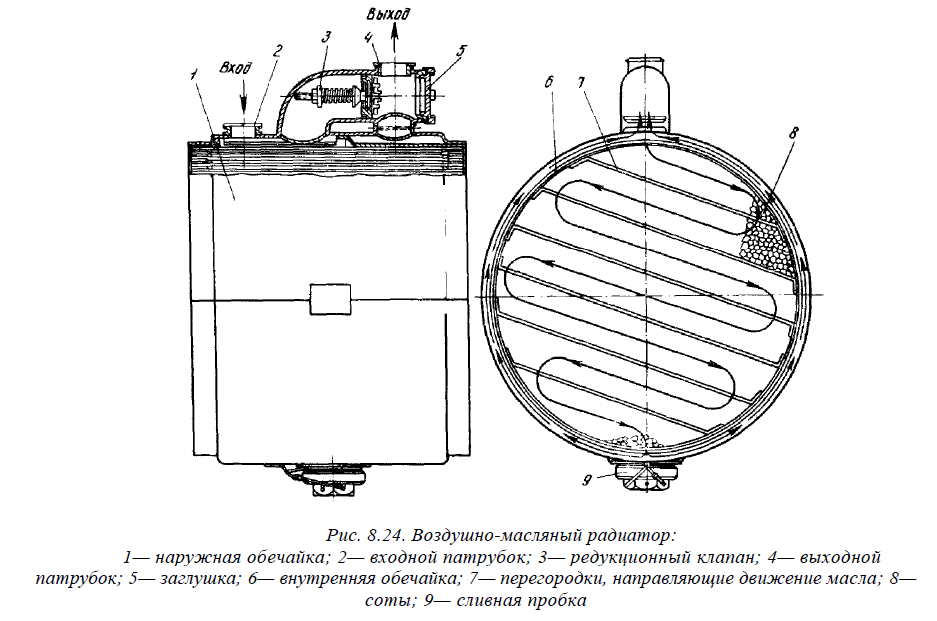 Выход
Вход
1
2
3
4
5
6
7
8
9
Рис. 8.24. Воздушно-масляный радиатор:
1— наружная обечайка; 2— входной патрубок; 3— редукционный клапан; 4— выходной
патрубок; 5— заглушка; 6— внутренняя обечайка; 7— перегородки, направляющие движение масла; 8—
соты; 9— сливная пробка